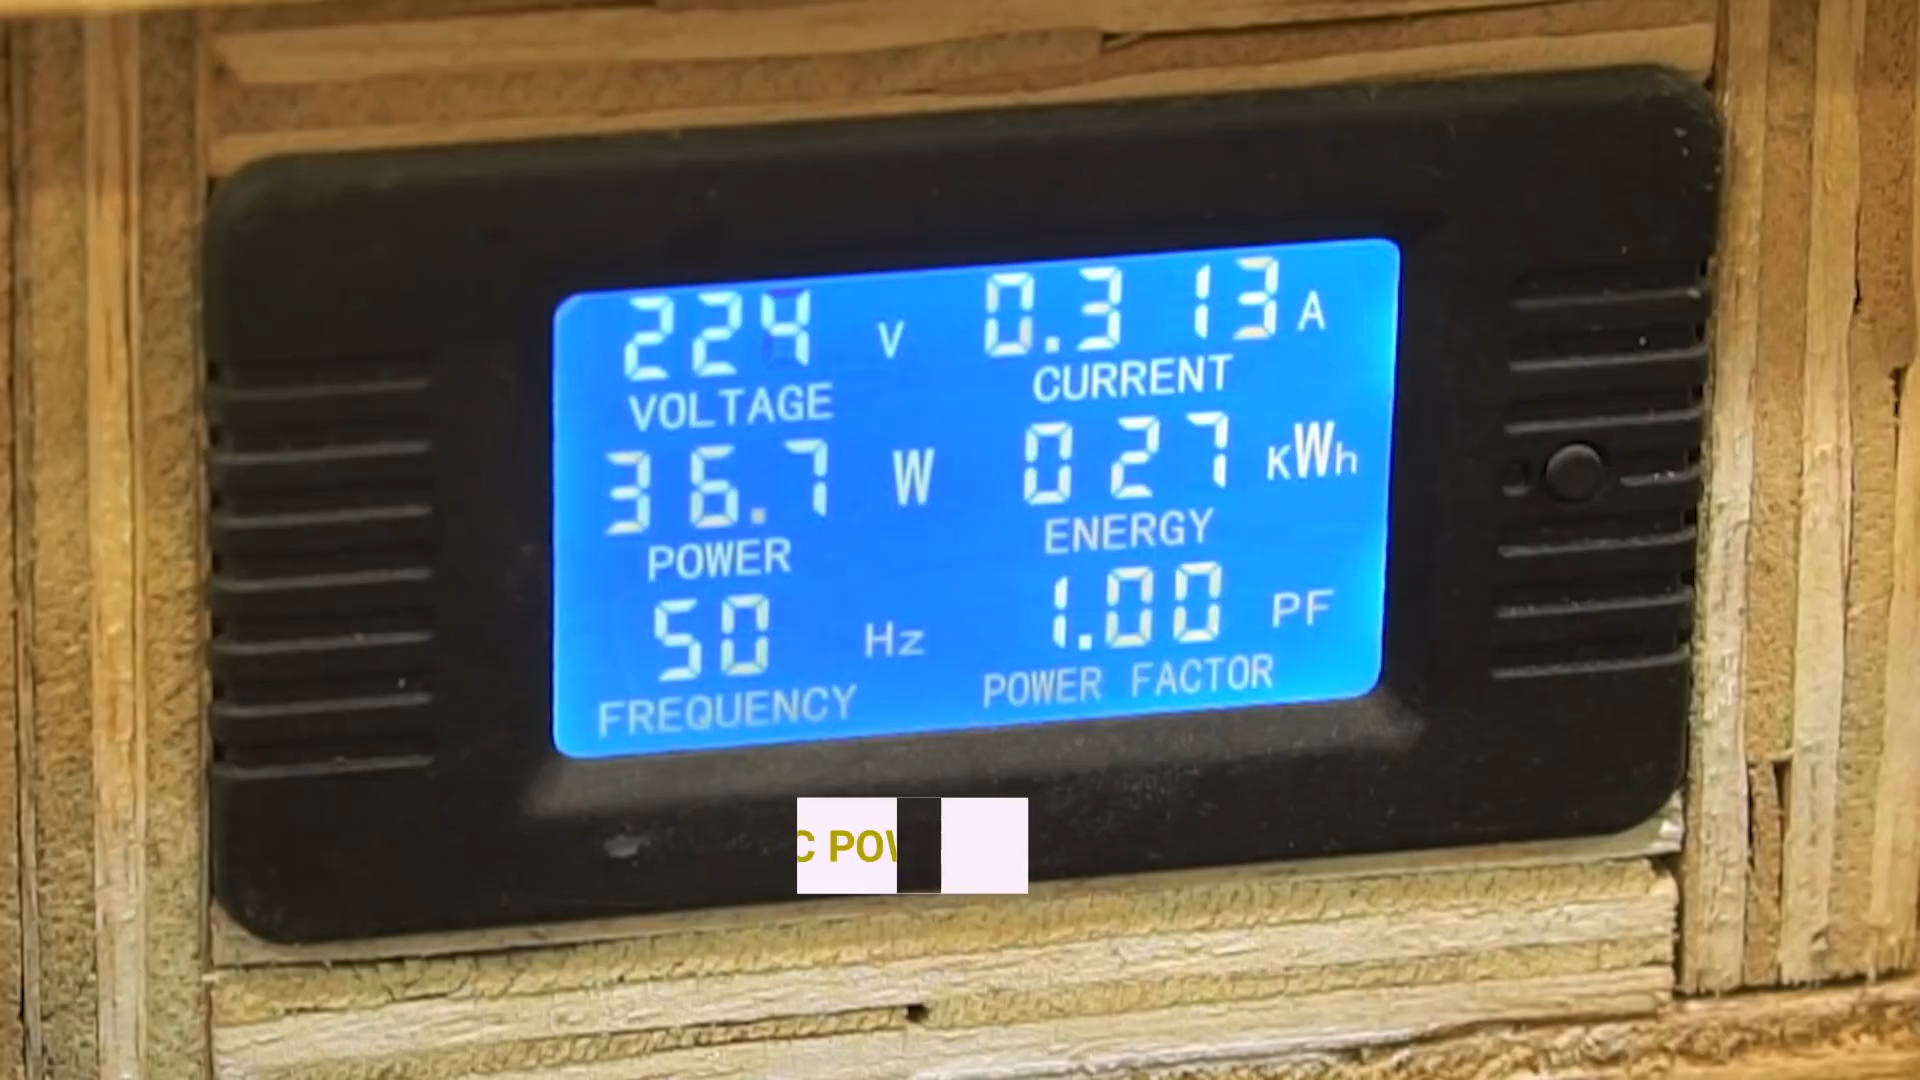 224 V 0.313 A
VOLTAGE CURRENT
36.7 W 027 KWh
POWER ENERGY
50 Hz 1.00 PF
FREQUENCY POWER FACTOR
C PO